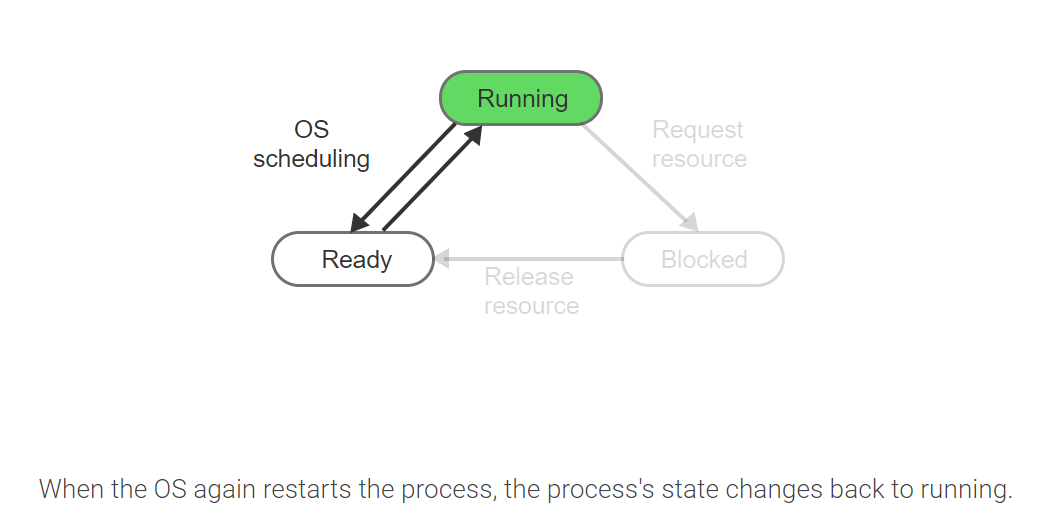 Running
OS
scheduling
Request
resource
Ready
Blocked
Release
resource
When the OS again restarts the process, the process's state changes back to running.